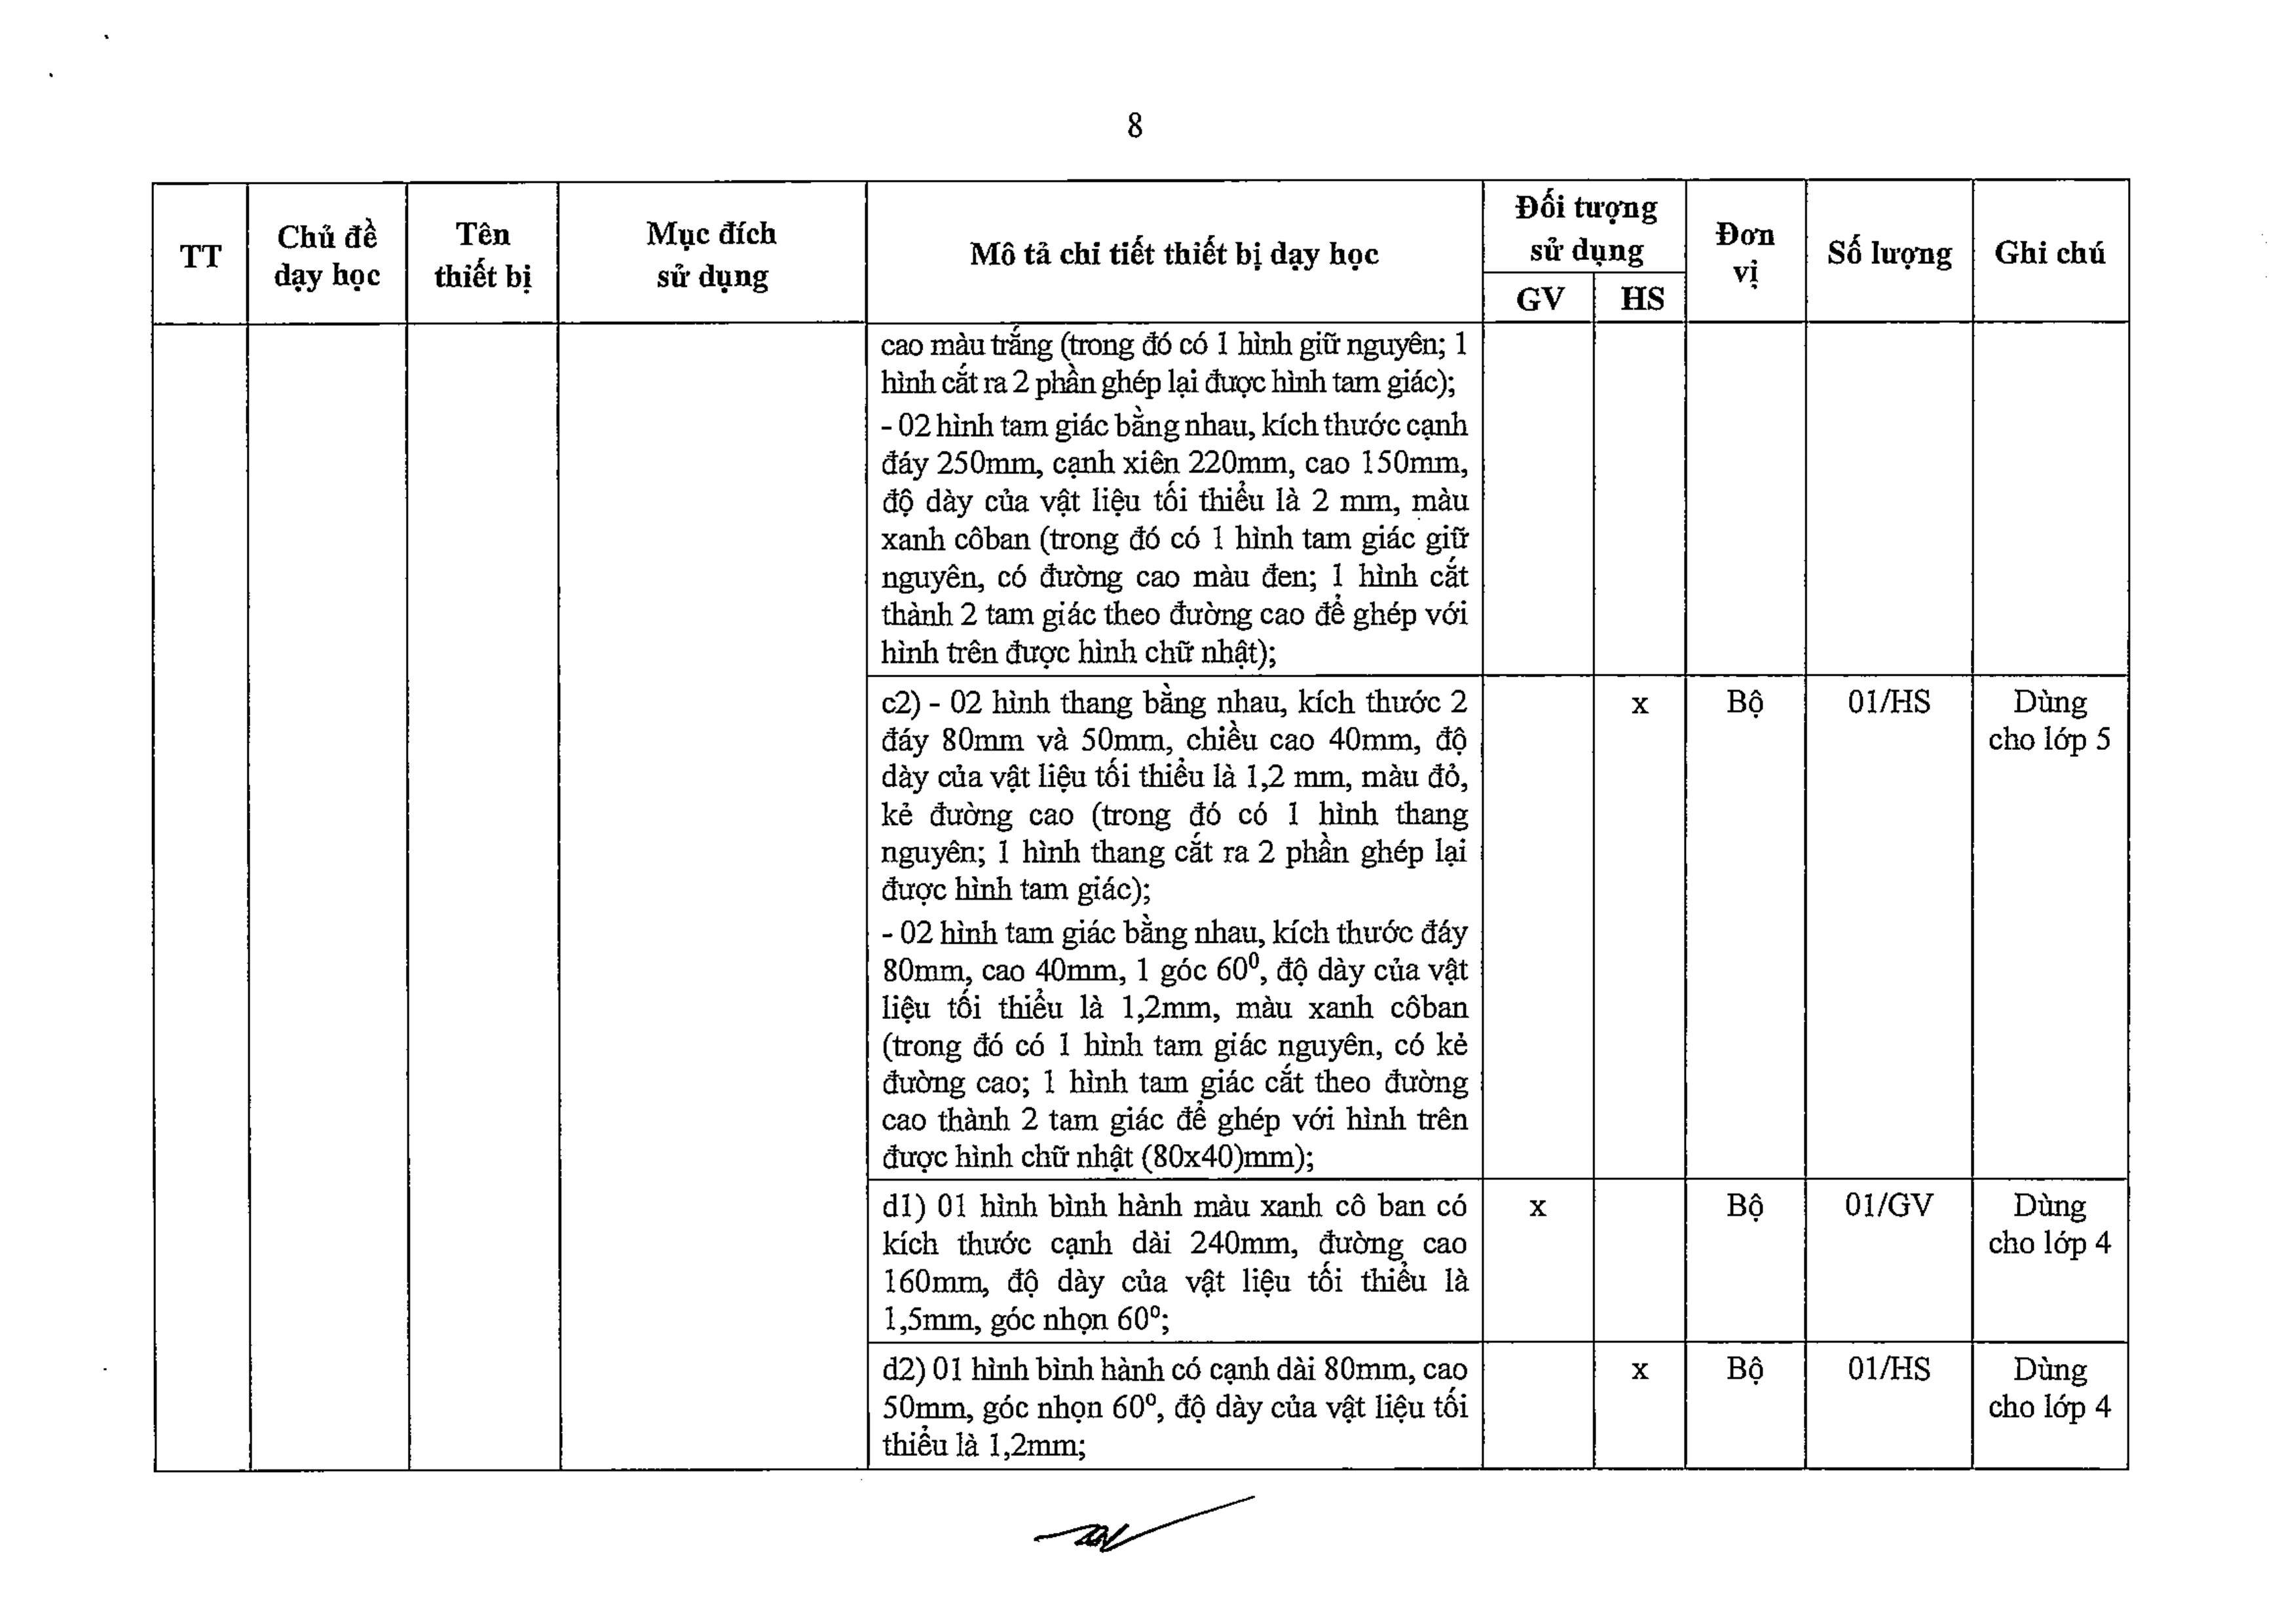 8
TT
Chủ đề
dạy học
Tên
thiết bị
Mục đích
sử dụng
Mô tả chi tiết thiết bị dạy học
Đối tượng
sử dụng
GV
HS
Đơn
vị
Số lượng
Ghi chú
cao màu trắng (trong đó có 1 hình giữ nguyên; 1
hình cắt ra 2 phần ghép lại được hình tam giác);
- 02 hình tam giác bằng nhau, kích thước cạnh
đáy 250mm, cạnh xiên 220mm, cao 150mm,
độ dày của vật liệu tối thiểu là 2 mm, màu
xanh côban (trong đó có 1 hình tam giác giữ
nguyên, có đường cao màu đen; 1 hình cắt
thành 2 tam giác theo đường cao để ghép với
hình trên được hình chữ nhật);
c2) - 02 hình thang bằng nhau, kích thước 2
đáy 80mm và 50mm, chiều cao 40mm, độ
dày của vật liệu tối thiểu là 1,2 mm, màu đỏ,
kẻ đường cao (trong đó có 1 hình thang
nguyên; 1 hình thang cắt ra 2 phần ghép lại
được hình tam giác);
- 02 hình tam giác bằng nhau, kích thước đáy
80mm, cao 40mm, 1 góc 60⁰, độ dày của vật
liệu tối thiểu là 1,2mm, màu xanh côban
(trong đó có 1 hình tam giác nguyên, có kẻ
đường cao; 1 hình tam giác cắt theo đường
cao thành 2 tam giác để ghép với hình trên
được hình chữ nhật (80x40)mm);
x
Bộ
01/HS
Dùng
cho lớp 5
d1) 01 hình bình hành màu xanh cô ban có
kích thước cạnh dài 240mm, đường cao
160mm, độ dày của vật liệu tối thiểu là
1,5mm, góc nhọn 60⁰;
x
Bộ
01/GV
Dùng
cho lớp 4
d2) 01 hình bình hành có cạnh dài 80mm, cao
50mm, góc nhọn 60⁰, độ dày của vật liệu tối
thiểu là 1,2mm;
x
Bộ
01/HS
Dùng
cho lớp 4